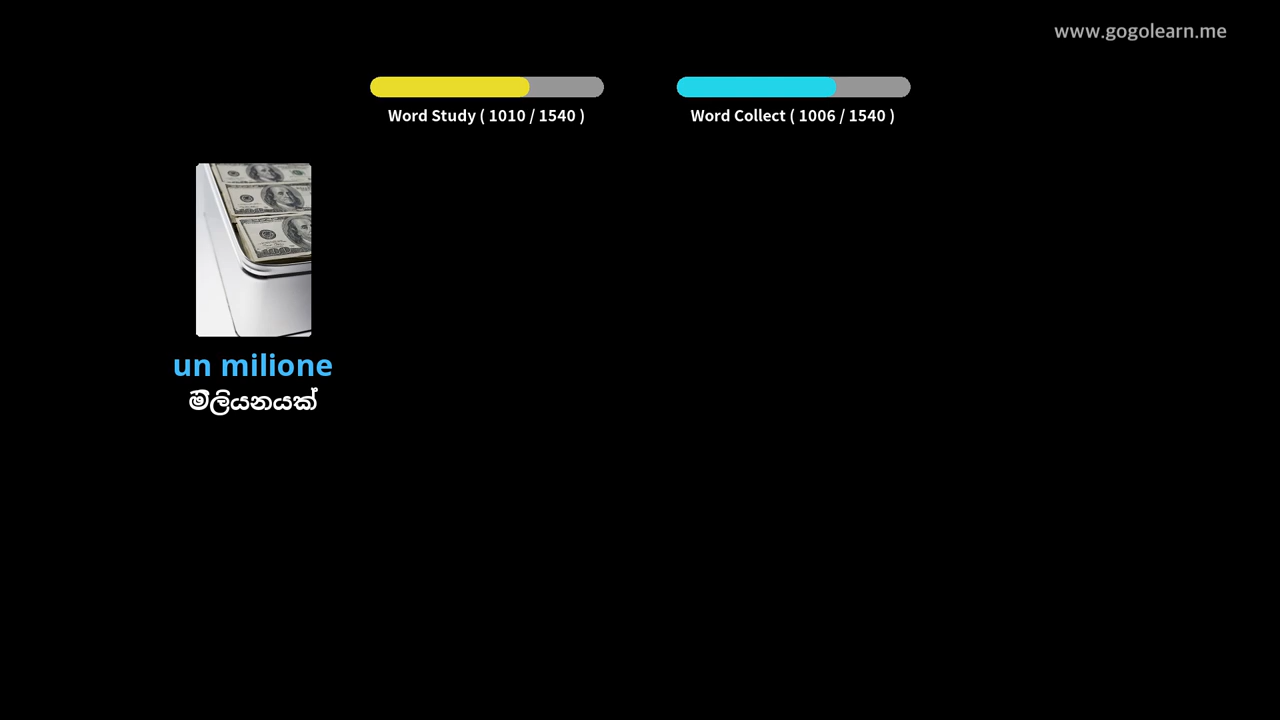 www.gogolearn.me
Word Study ( 1010 / 1540 )
Word Collect ( 1006 / 1540 )
un milione
මිලියනයක්